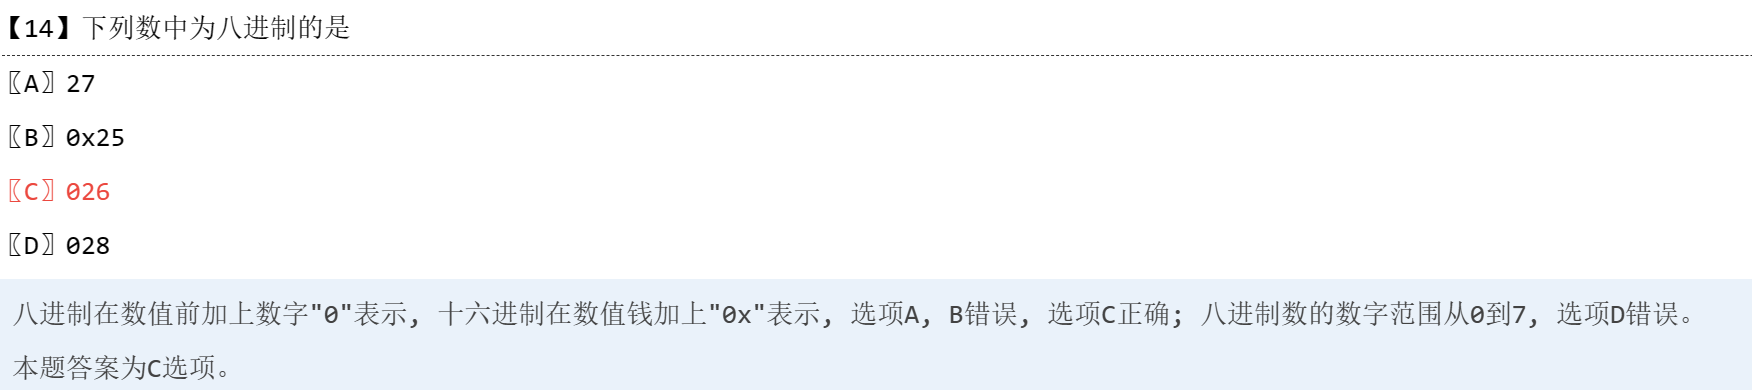 【14】下列数中为八进制的是
〖A〗27
〖B〗0x25
〖C〗026
〖D〗028
八进制在数值前加上数字"0"表示, 十六进制在数值钱加上"0x"表示, 选项A, B错误, 选项C正确; 八进制数的数字范围从0到7, 选项D错误。
本题答案为C选项。